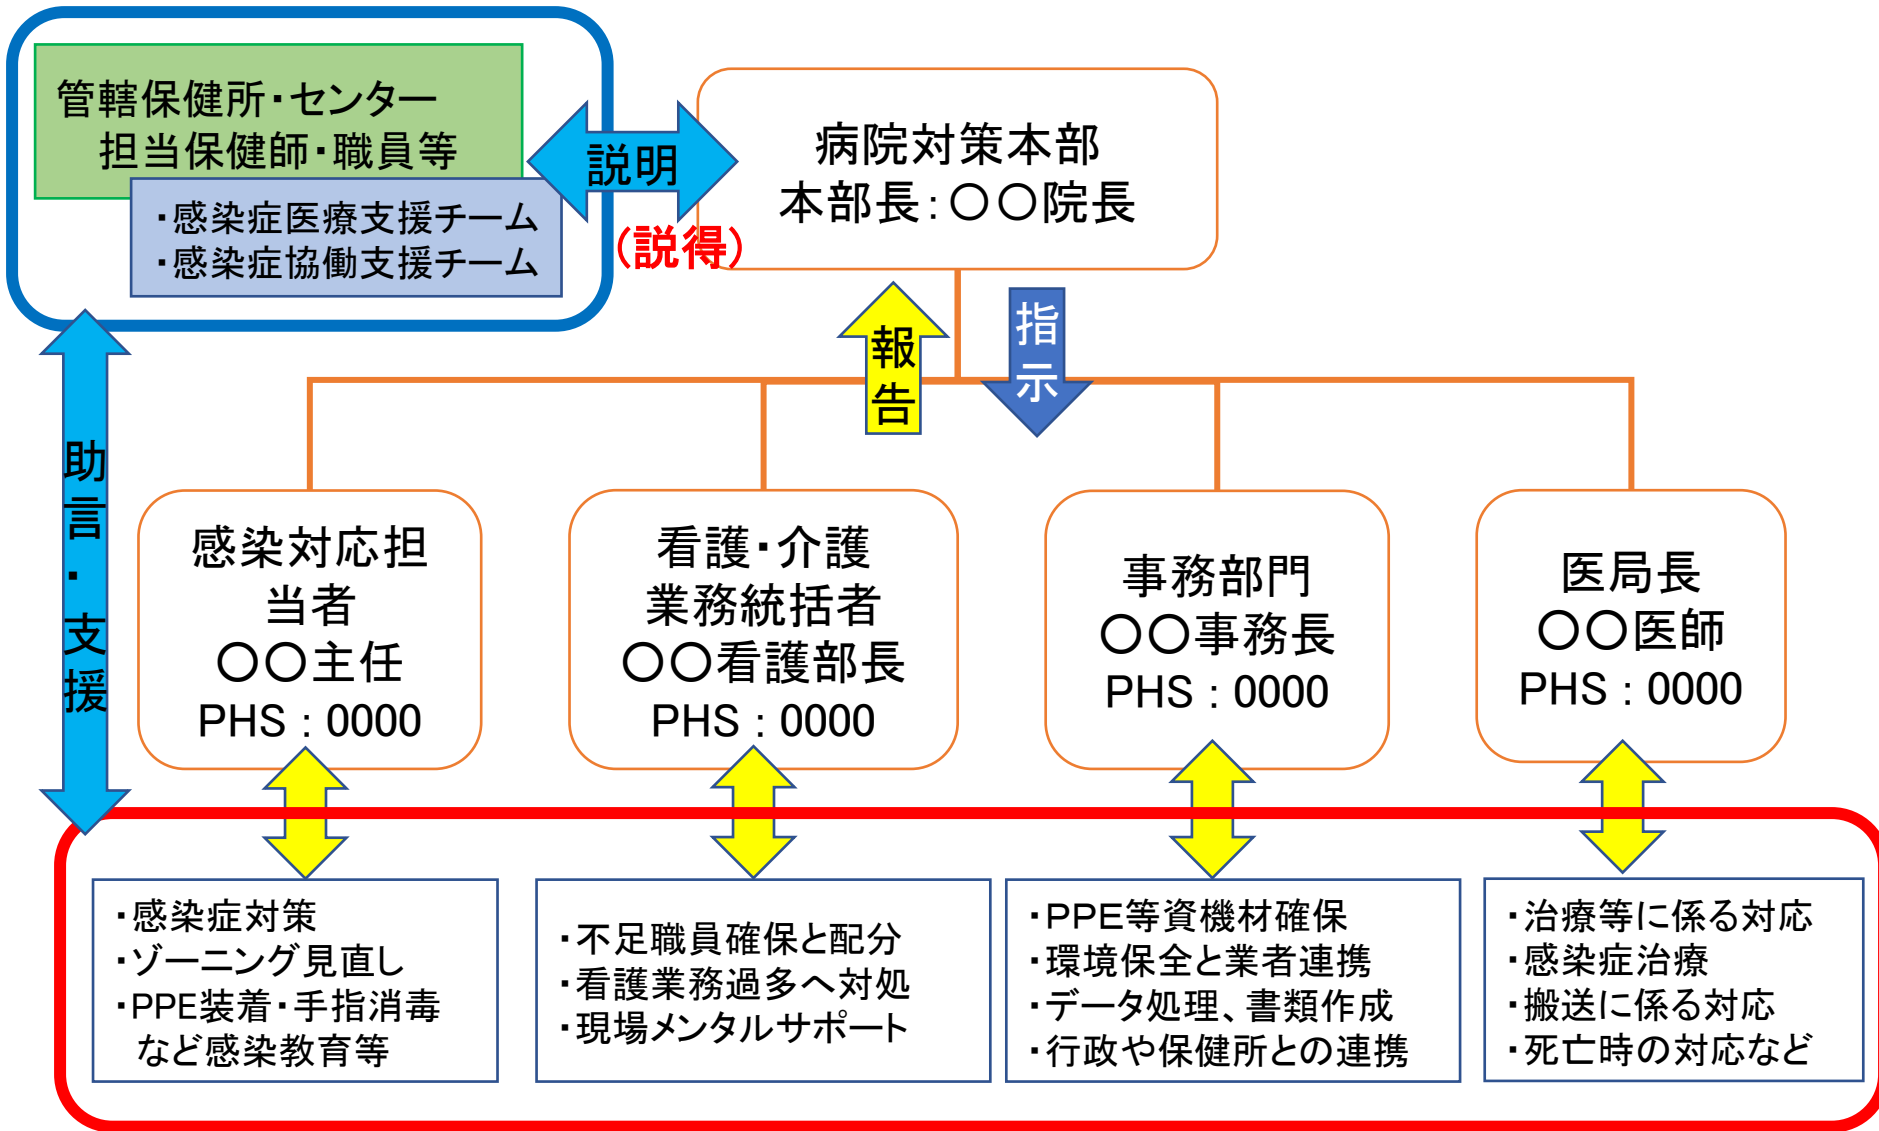 管轄保健所・センター
担当保健師・職員等
・感染症医療支援チーム
・感染症協働支援チーム
説明
(説得)
病院対策本部
本部長：〇〇院長
報告
指示
助言・支援
感染対応担
当者
〇〇主任
PHS：0000
看護・介護
業務統括者
〇〇看護部長
PHS：0000
事務部門
〇〇事務長
PHS：0000
医局長
〇〇医師
PHS：0000
・感染症対策
・ゾーニング見直し
・PPE装着・手指消毒
など感染教育等
・不足職員確保と配分
・看護業務過多へ対処
・現場メンタルサポート
・PPE等資機材確保
・環境保全と業者連携
・データ処理、書類作成
・行政や保健所との連携
・治療等に係る対応
・感染症治療
・搬送に係る対応
・死亡時の対応など